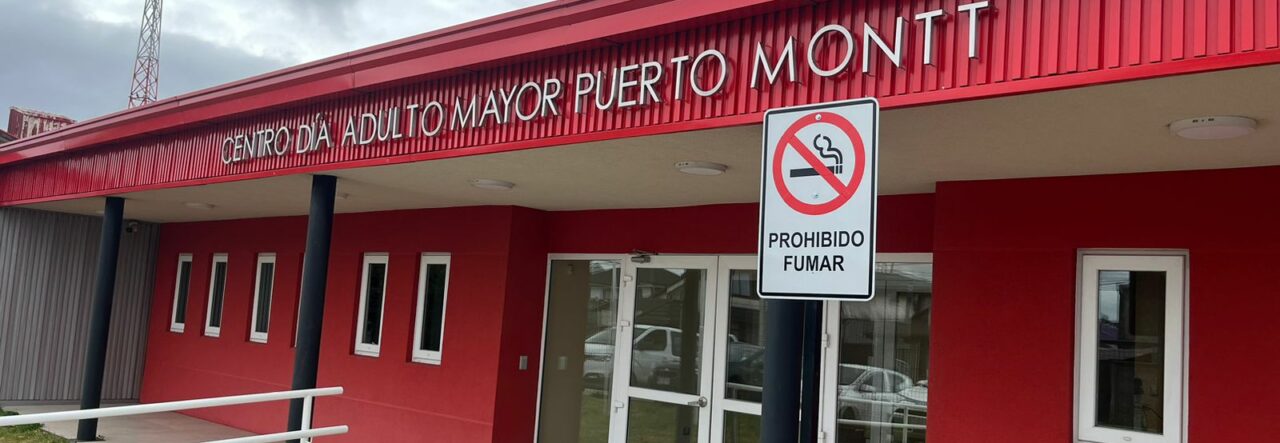 CENTRO DÍA ADULTO MAYOR PUERTO MONTT
PROHIBIDO
FUMAR